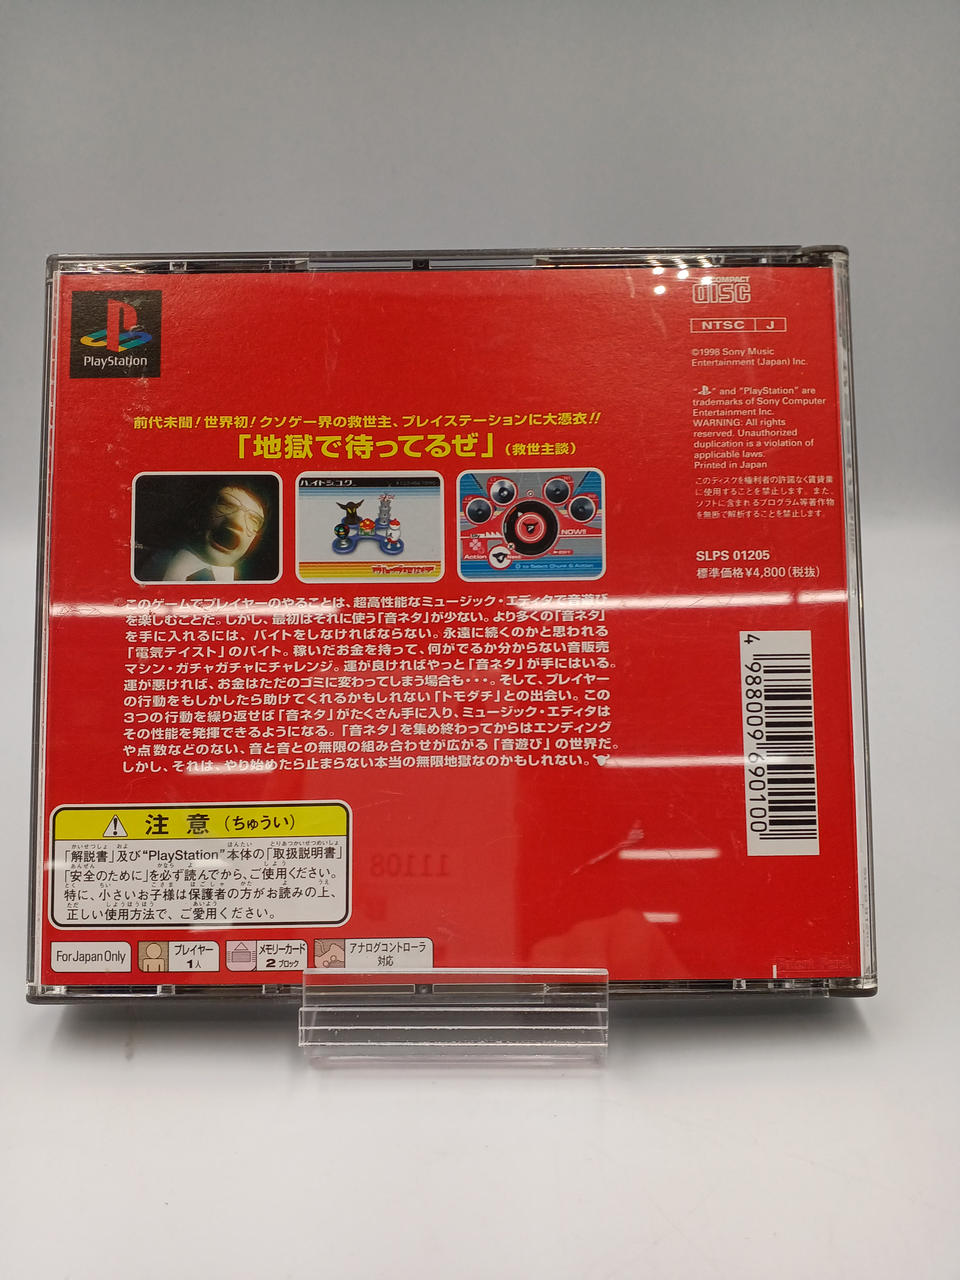 PlayStation
COMPACT
DISC
NTSC J
©1998 Sony Music
Entertainment (Japan) Inc.
" " and "PlayStation" are
trademarks of Sony Computer
Entertainment Inc.
WARNING: All rights
reserved. Unauthorized
duplication is a violation of
applicable laws.
Printed in Japan
このディスクを権利者の許諾なく賃貸業
に使用することを禁止します。また、
ソフトに含まれるプログラム等著作物
を無断で解析することを禁止します。
SLPS 01205
標準価格¥4,800(税抜)
4 988009 690100
前代未聞!世界初!クソゲー界の救世主、プレイステーションに大憑衣!!
「地獄で待ってるぜ」(救世主談)
バイトシヨク
NOW!!
Action
Next
to Select Chunk & Action
このゲームでプレイヤーのやることは、超高性能なミュージック・エディタで音遊び
を楽しむことだ。しかし、最初はそれに使う「音ネタ」が少ない。より多くの「音ネタ」
を手に入れるには、バイトをしなければならない。永遠に続くのかと思われる
「電気テイスト」のバイト。稼いだお金を持って、何がでるか分からない音販売
マシン・ガチャガチャにチャレンジ。運が良ければやっと「音ネタ」が手にはいる。
運が悪ければ、お金はただのゴミに変わってしまう場合も・・・。そして、プレイヤー
の行動をもしかしたら助けてくれるかもしれない「トモダチ」との出会い。この
3つの行動を繰り返せば「音ネタ」がたくさん手に入り、ミュージック・エディタは
その性能を発揮できるようになる。「音ネタ」を集め終わってからはエンディング
や点数などのない、音と音との無限の組み合わせが広がる「音遊び」の世界だ。
しかし、それは、やり始めたら止まらない本当の無限地獄なのかもしれない。
注意(ちゅうい)
「解説書」及び"PlayStation"本体の「取扱説明書」
「安全のために」を必ず読んでから、ご使用ください。
特に、小さいお子様は保護者の方がお読みの上、
正しい使用方法で、ご愛用ください。
For Japan Only
プレイヤー
1人
メモリーカード
2ブロック
アナログコントローラ
対応
11108